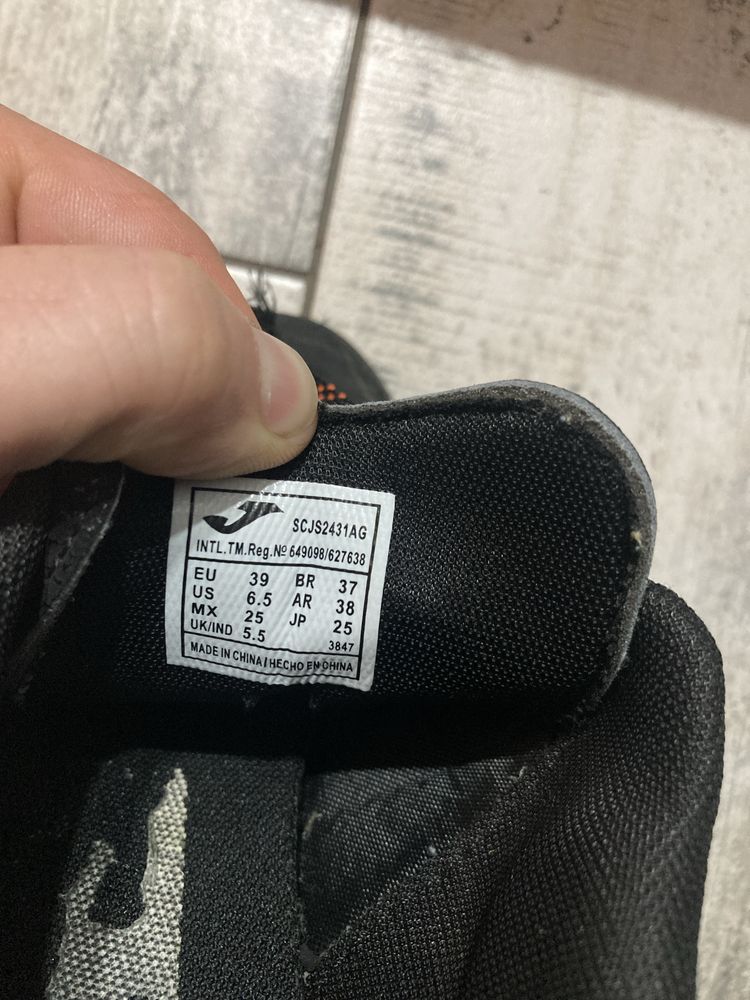 SCJS2431AG
INTL.TM.Reg.Nº 649098/627638
EU 39 BR 37
US 6.5 AR 38
MX 25 JP 25
UK/IND 5.5
3847
MADE IN CHINA / HECHO EN CHINA